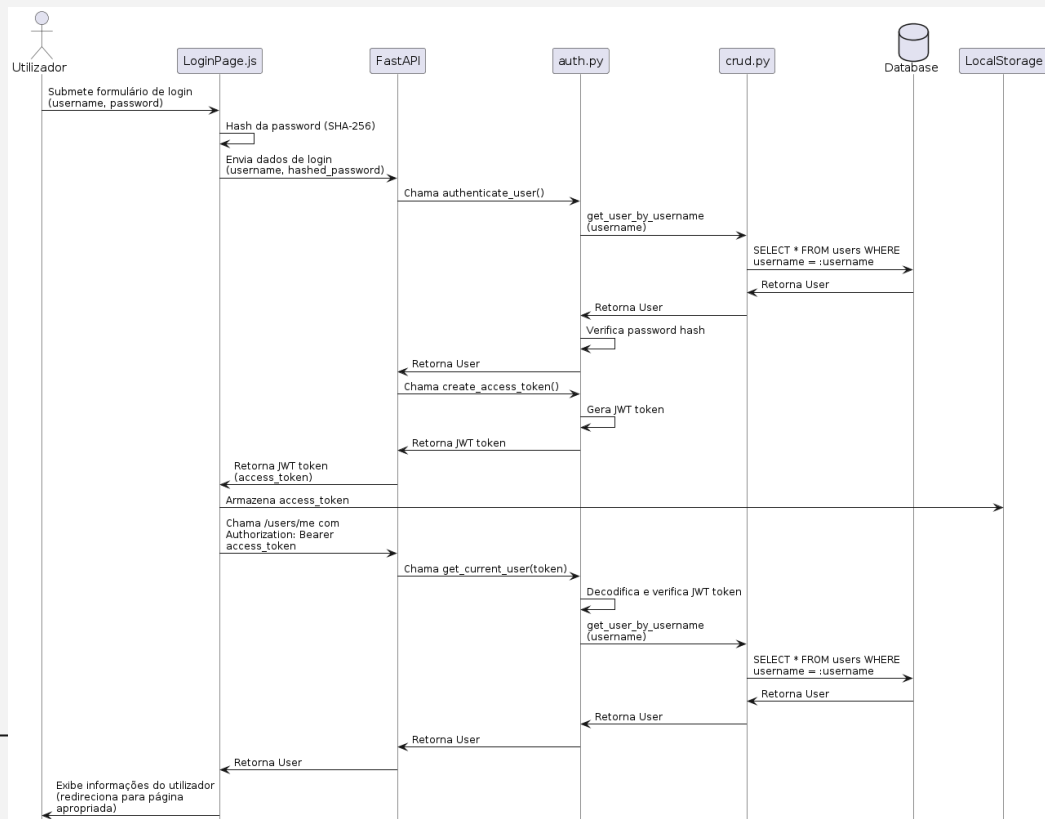 Utilizador
LoginPage.js
FastAPI
auth.py
crud.py
Database
LocalStorage
Submete formulário de login
(username, password)
Hash da password (SHA-256)
Envia dados de login
(username, hashed_password)
Chama authenticate_user()
get_user_by_username
(username)
SELECT * FROM users WHERE
username = :username
Retorna User
Retorna User
Verifica password hash
Retorna User
Chama create_access_token()
Gera JWT token
Retorna JWT token
Retorna JWT token
(access_token)
Armazena access_token
Chama /users/me com
Authorization: Bearer
access_token
Chama get_current_user(token)
Decodifica e verifica JWT token
get_user_by_username
(username)
SELECT * FROM users WHERE
username = :username
Retorna User
Retorna User
Retorna User
Retorna User
Exibe informações do utilizador
(redireciona para página
apropriada)